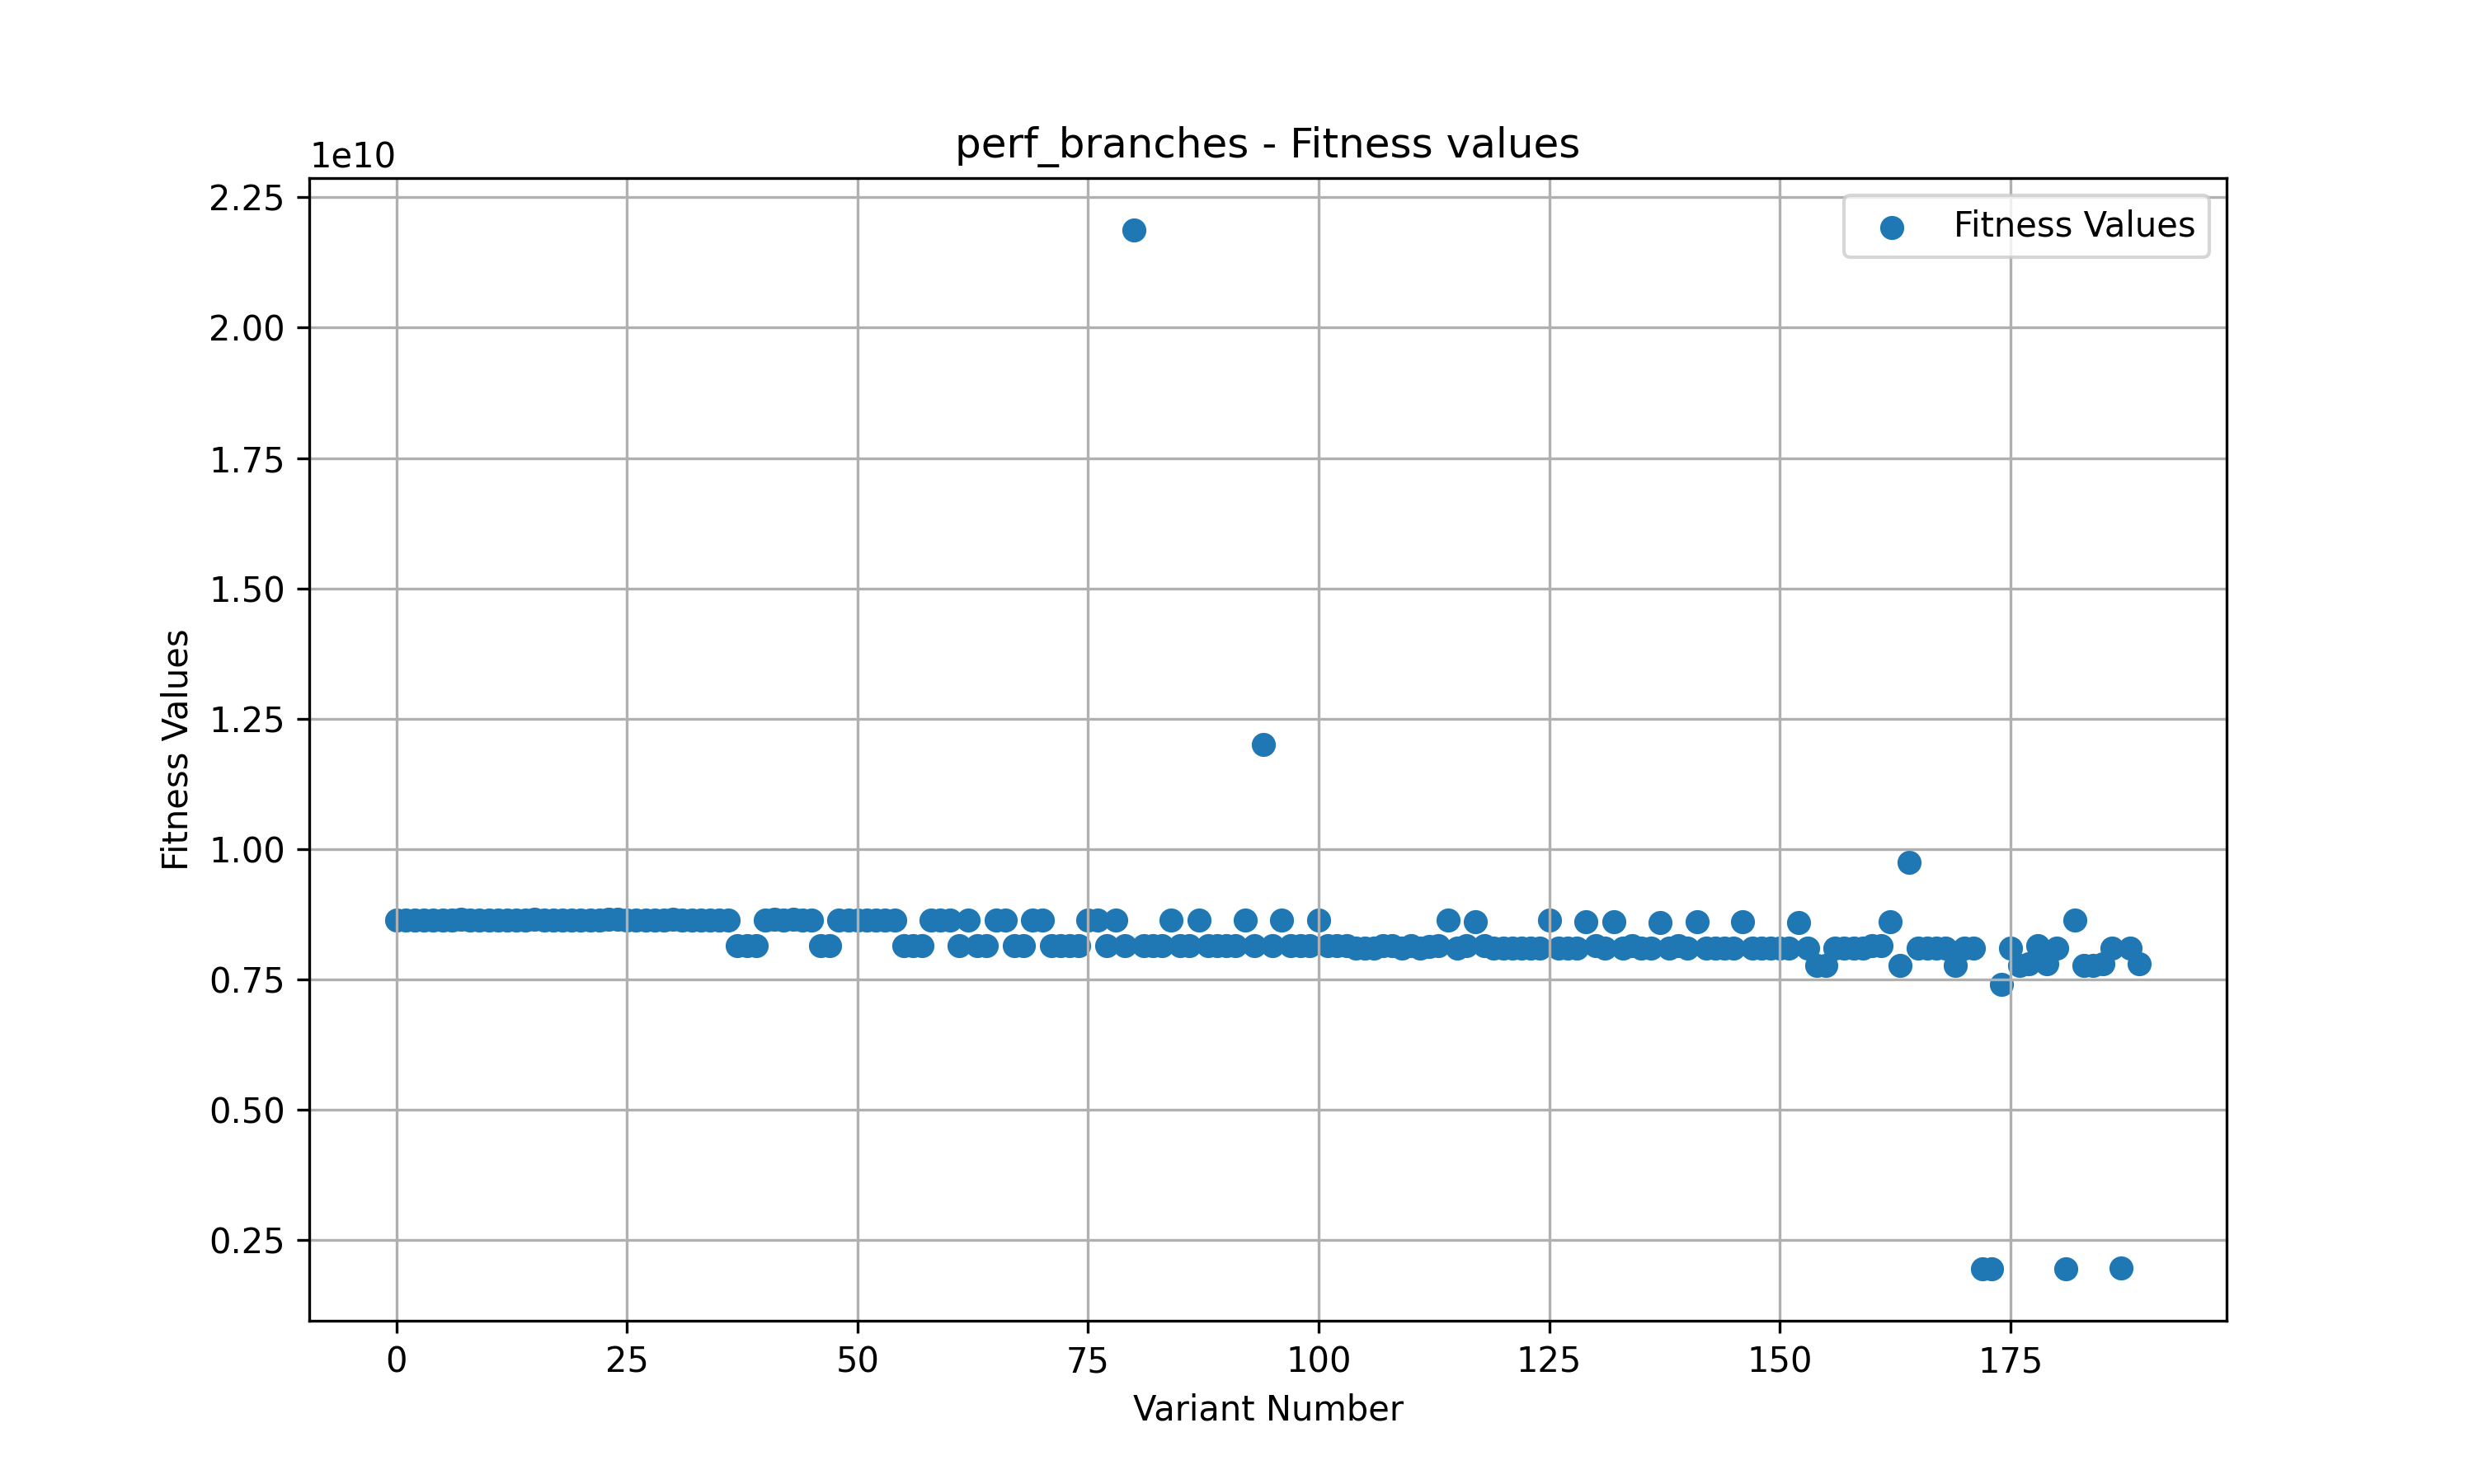 perf_branches - Fitness values
1e10
2.25
2.00
1.75
1.50
1.25
1.00
0.75
0.50
0.25
Fitness Values
Fitness Values
0 25 50 75 100 125 150 175
Variant Number